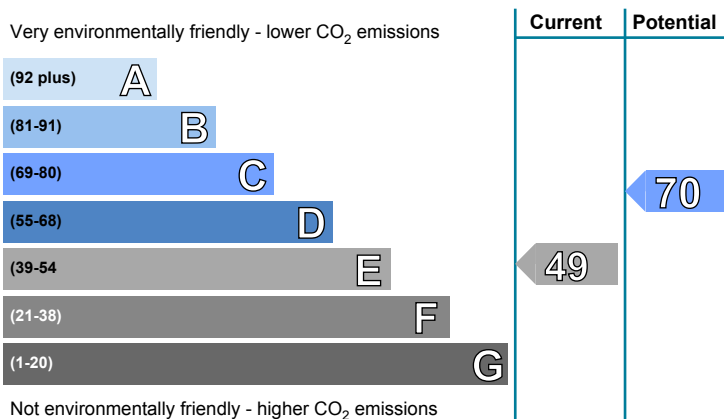 Current Potential
Very environmentally friendly - lower CO2 emissions
(92 plus) A
(81-91) B
(69-80) C
70
(55-68) D
(39-54 E
49
(21-38) F
(1-20) G
Not environmentally friendly - higher CO2 emissions